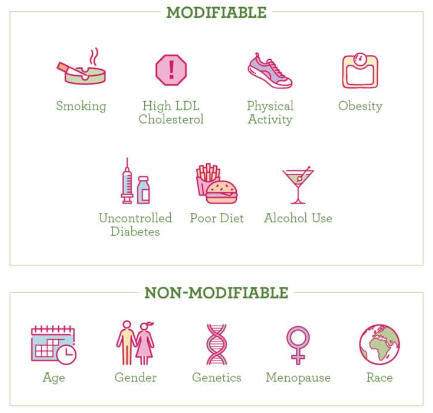 MODIFIABLE
Smoking
High LDL
Cholesterol
Physical
Activity
Obesity
Uncontrolled
Diabetes
Poor Diet
Alcohol Use
NON-MODIFIABLE
Age
Gender
Genetics
Menopause
Race